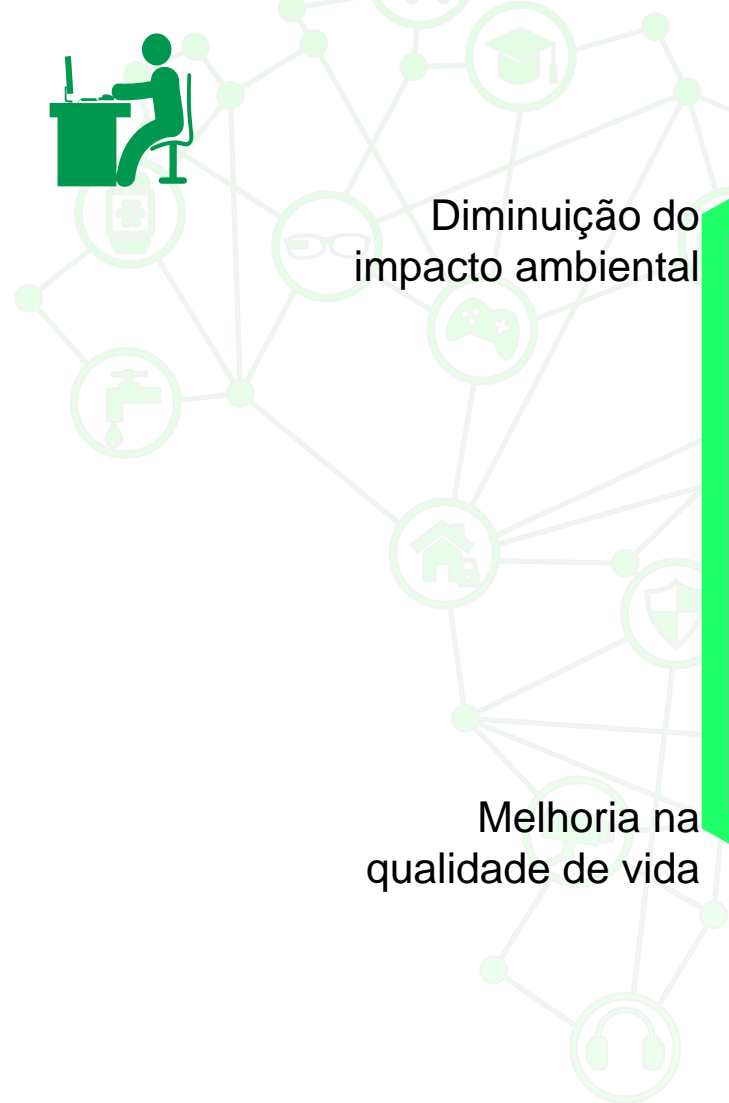 Diminuição do
impacto ambiental
Melhoria na
qualidade de vida